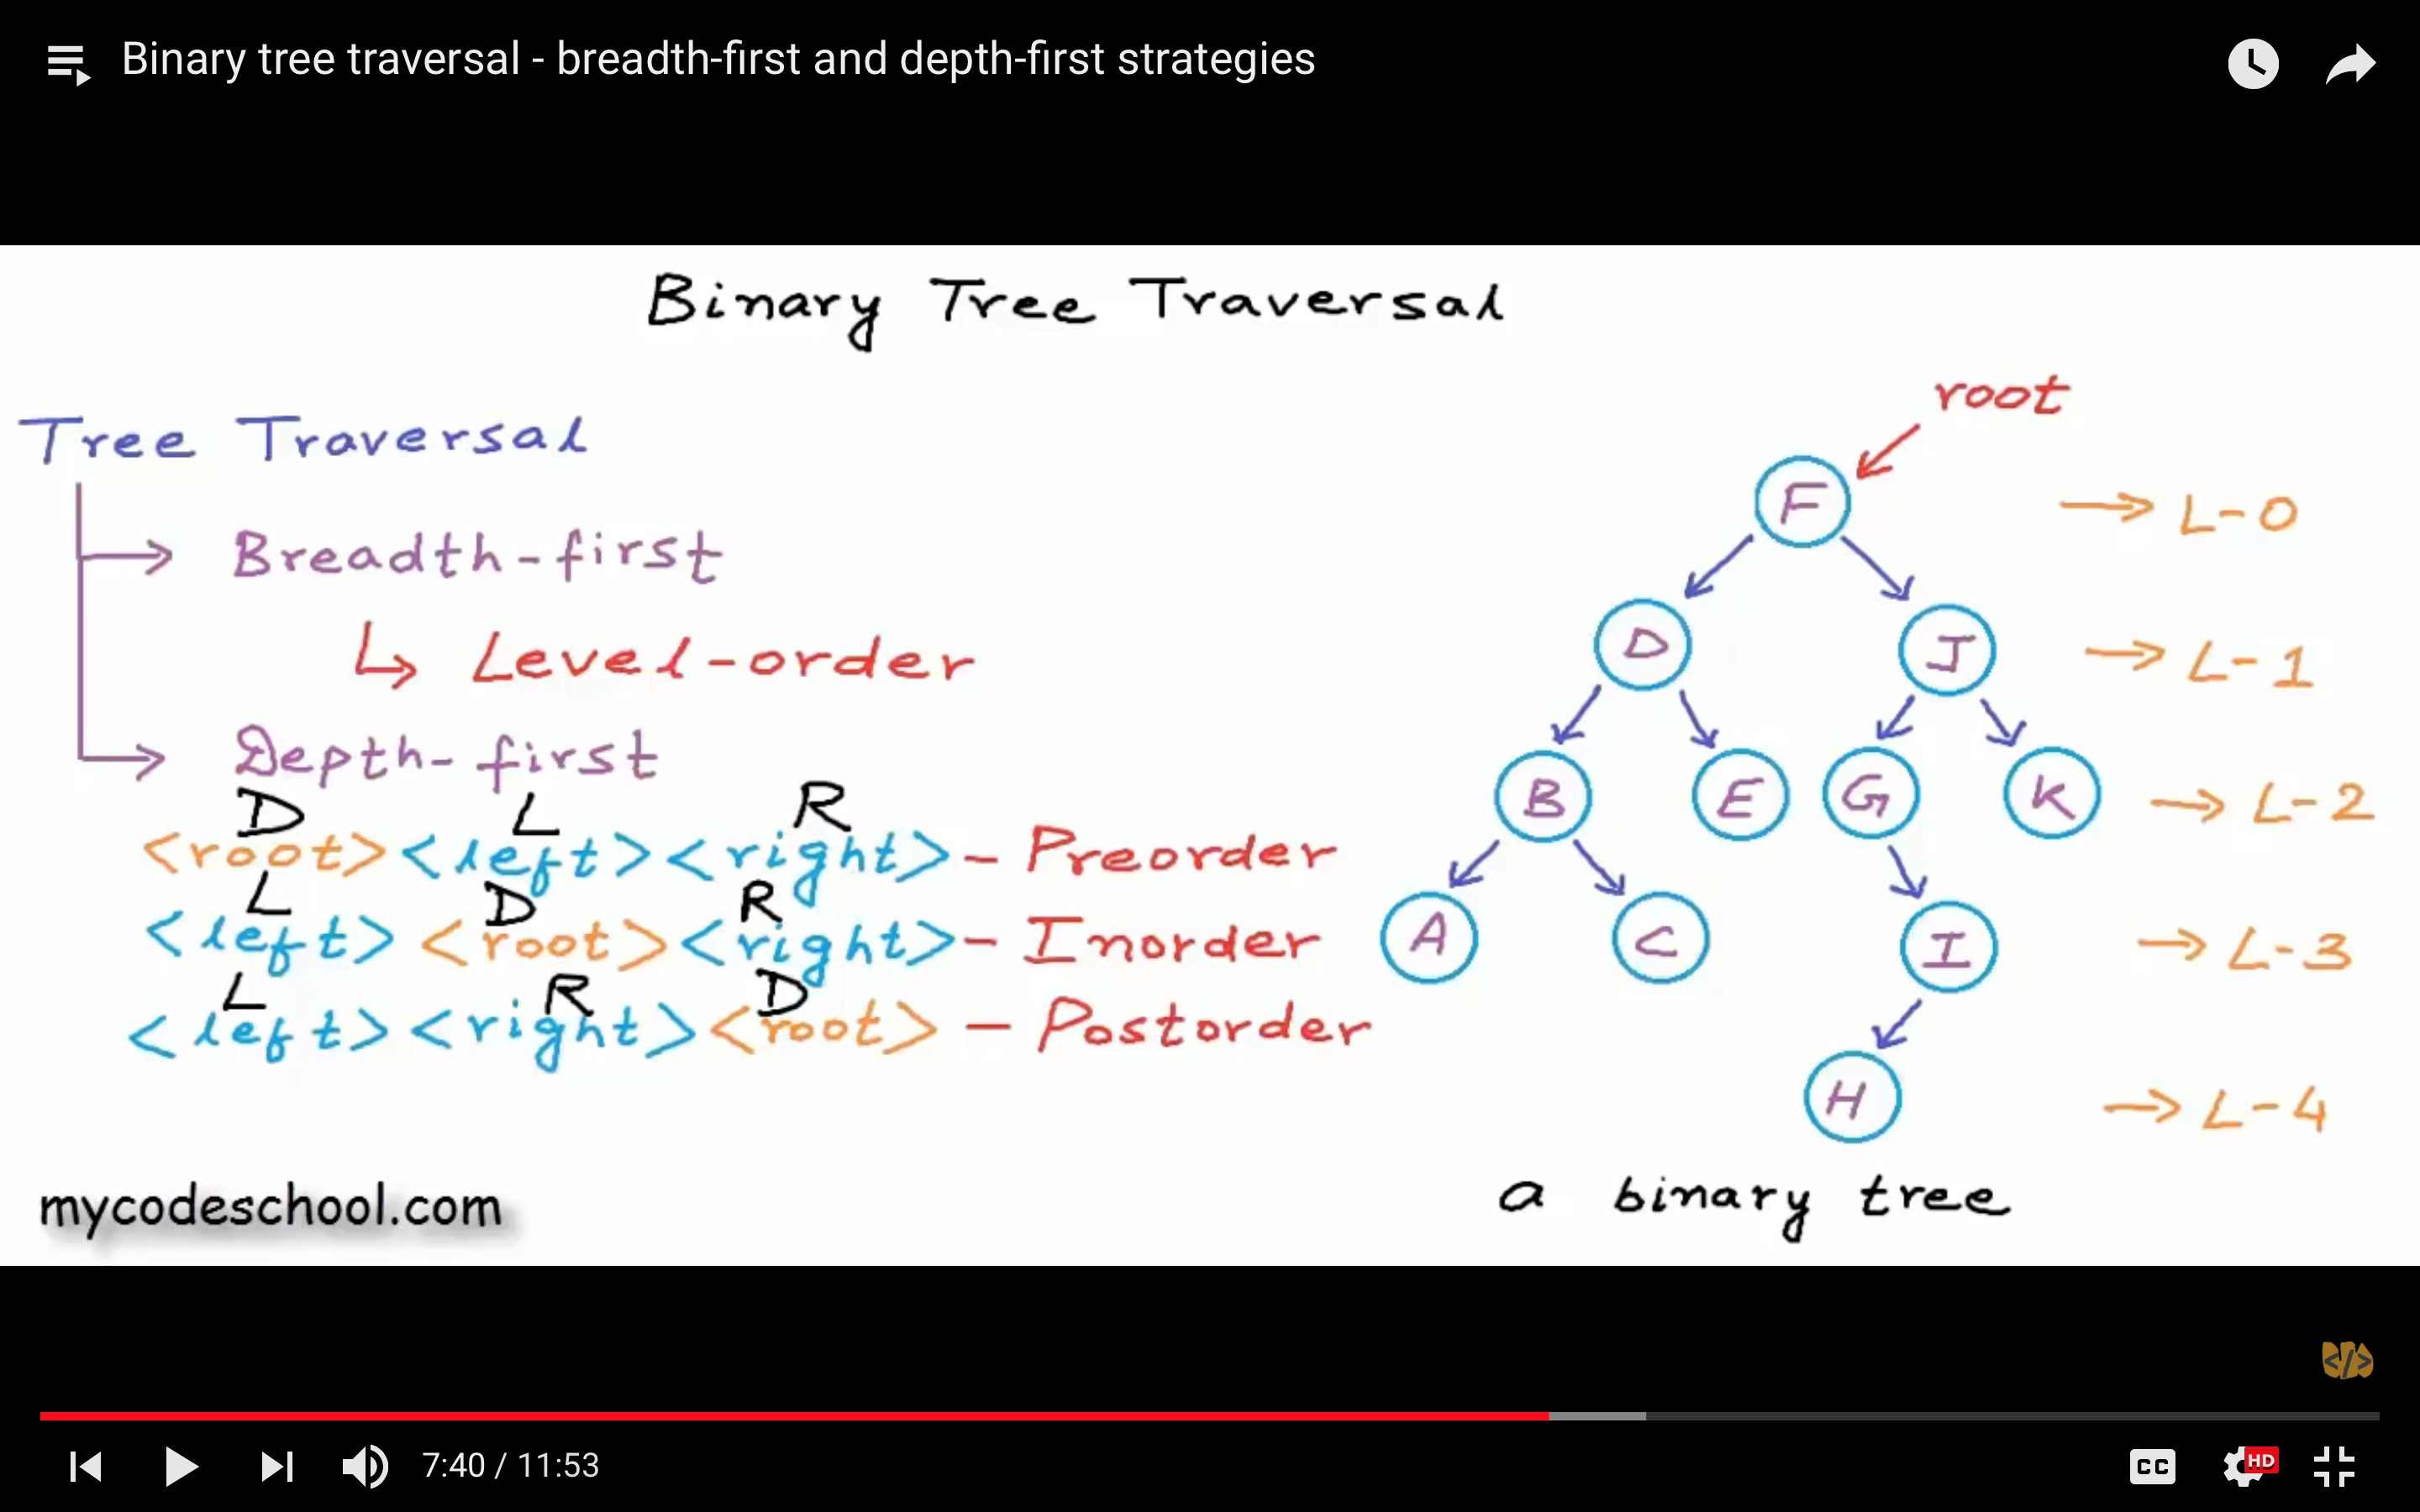 Binary tree traversal - breadth-first and depth-first strategies
Binary Tree Traversal
Tree Traversal
Breadth-first
Level-order
Depth-first
D L R
<root><left><right>- Preorder
L D R
<left><root><right>- Inorder
L R D
<left><right><root> - Postorder
root
F
L-0
D J
L-1
B E G K
L-2
A C I
L-3
H
L-4
a binary tree
mycodeschool.com
</>
7:40 / 11:53
CC HD